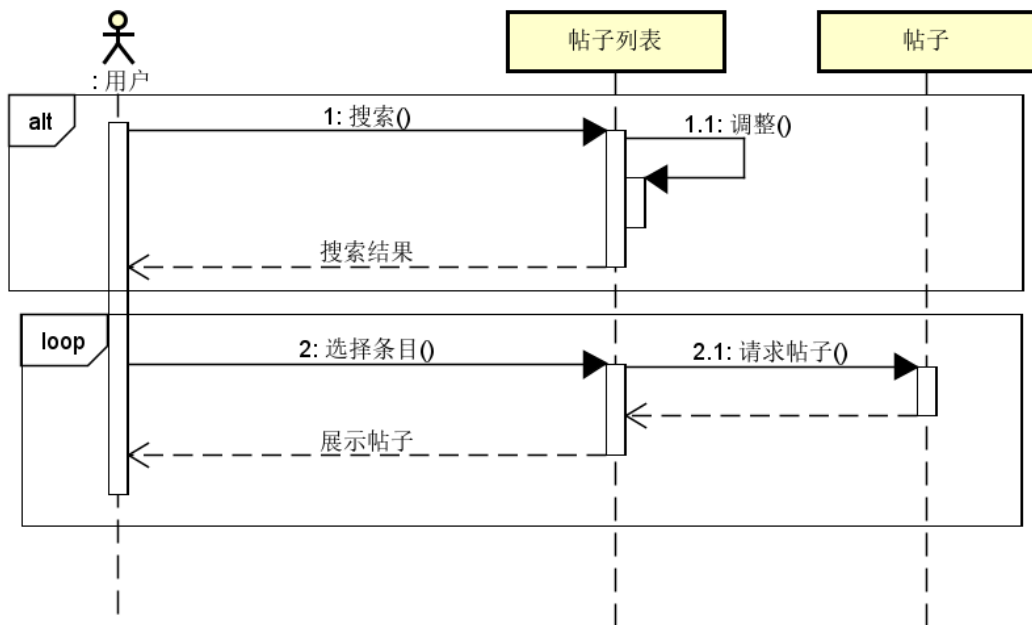 帖子列表
帖子
: 用户
alt
1: 搜索()
1.1: 调整()
搜索结果
loop
2: 选择条目()
2.1: 请求帖子()
展示帖子